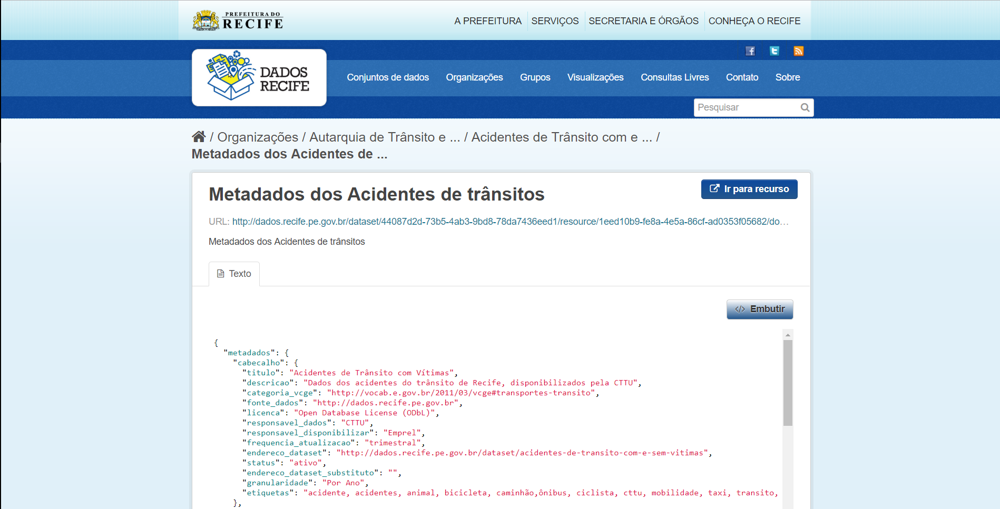 PREFEITURA DO
RECIFE
A PREFEITURA SERVIÇOS SECRETARIA E ÓRGÃOS CONHEÇA O RECIFE
DADOS
RECIFE
Conjuntos de dados Organizações Grupos Visualizações Consultas Livres Contato Sobre
Pesquisar
/ Organizações / Autarquia de Trânsito e ... / Acidentes de Trânsito com e ... /
Metadados dos Acidentes de ...
Metadados dos Acidentes de trânsitos
Ir para recurso
URL: http://dados.recife.pe.gov.br/dataset/44087d2d-73b5-4ab3-9bd8-78da7436eed1/resource/1eed10b9-fe8a-4e5a-86cf-ad0353f05682/do…
Metadados dos Acidentes de trânsitos
Texto
</> Embutir
{
"metadados": {
"cabecalho": {
"titulo": "Acidentes de Trânsito com Vítimas",
"descricao": "Dados dos acidentes do trânsito de Recife, disponibilizados pela CTTU",
"categoria_vcge": "http://vocab.e.gov.br/2011/03/vcge#transportes-transito",
"fonte_dados": "http://dados.recife.pe.gov.br",
"licenca": "Open Database License (ODbL)",
"responsavel_dados": "CTTU",
"responsavel_disponibilizar": "Emprel",
"frequencia_atualizacao": "trimestral",
"endereco_dataset": "http://dados.recife.pe.gov.br/dataset/acidentes-de-transito-com-e-sem-vitimas",
"status": "ativo",
"endereco_dataset_substituto": "",
"granularidade": "Por Ano",
"etiquetas": "acidente, acidentes, animal, bicicleta, caminhão,ônibus, ciclista, cttu, mobilidade, taxi, transito,
},